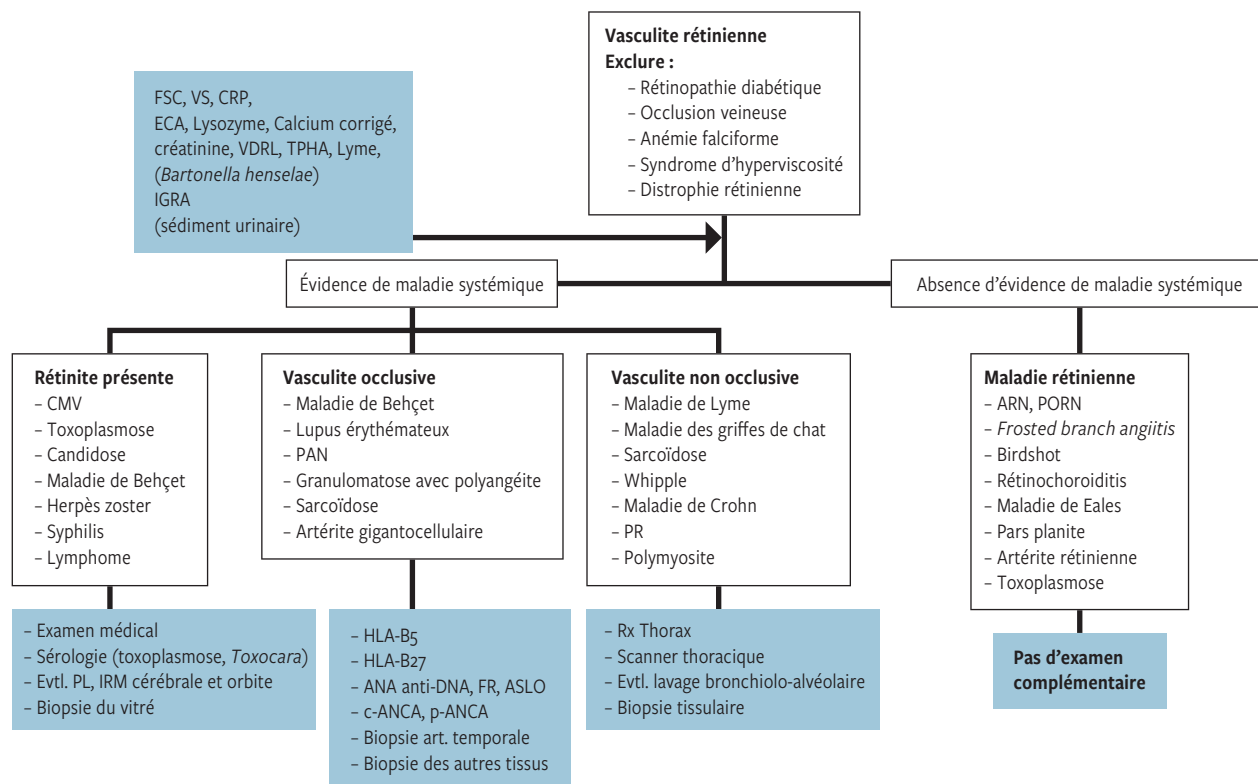 Vasculite rétinienne
Exclure :
– Rétinopathie diabétique
– Occlusion veineuse
– Anémie falciforme
– Syndrome d'hyperviscosité
– Distrophie rétinienne
FSC, VS, CRP,
ECA, Lysozyme, Calcium corrigé,
créatinine, VDRL, TPHA, Lyme,
(Bartonella henselae)
IGRA
(sédiment urinaire)
Évidence de maladie systémique
Absence d'évidence de maladie systémique
Rétinite présente
– CMV
– Toxoplasmose
– Candidose
– Maladie de Behçet
– Herpès zoster
– Syphilis
– Lymphome
Vasculite occlusive
– Maladie de Behçet
– Lupus érythémateux
– PAN
– Granulomatose avec polyangéite
– Sarcoïdose
– Artérite gigantocellulaire
Vasculite non occlusive
– Maladie de Lyme
– Maladie des griffes de chat
– Sarcoïdose
– Whipple
– Maladie de Crohn
– PR
– Polymyosite
Maladie rétinienne
– ARN, PORN
– Frosted branch angiitis
– Birdshot
– Rétinochoroiditis
– Maladie de Eales
– Pars planite
– Artérite rétinienne
– Toxoplasmose
– Examen médical
– Sérologie (toxoplasmose, Toxocara)
– Evtl. PL, IRM cérébrale et orbite
– Biopsie du vitré
– HLA-B5
– HLA-B27
– ANA anti-DNA, FR, ASLO
– c-ANCA, p-ANCA
– Biopsie art. temporale
– Biopsie des autres tissus
– Rx Thorax
– Scanner thoracique
– Evtl. lavage bronchiolo-alvéolaire
– Biopsie tissulaire
Pas d'examen
complémentaire